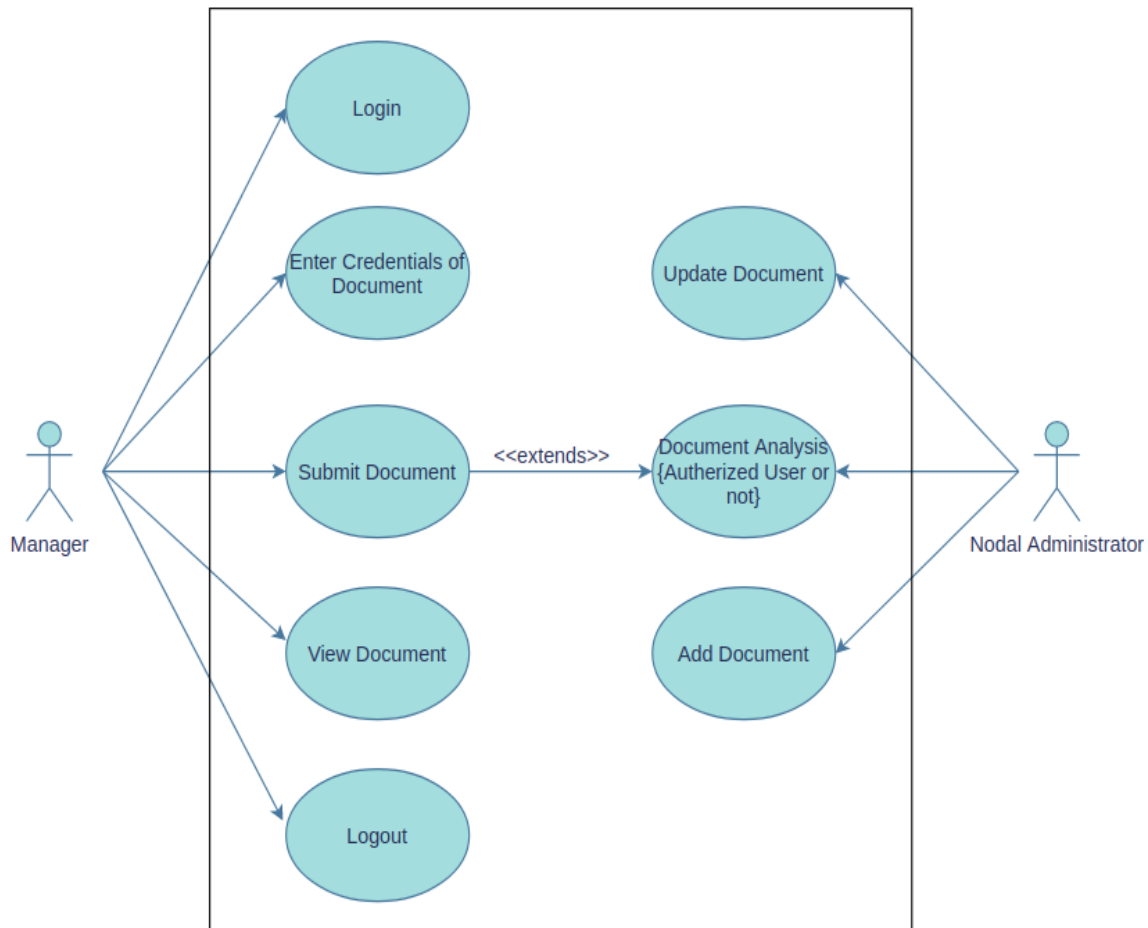 Login
Enter Credentials of
Document
Update Document
Submit Document
<<extends>>
Document Analysis
{Autherized User or
not}
Manager
Nodal Administrator
View Document
Add Document
Logout